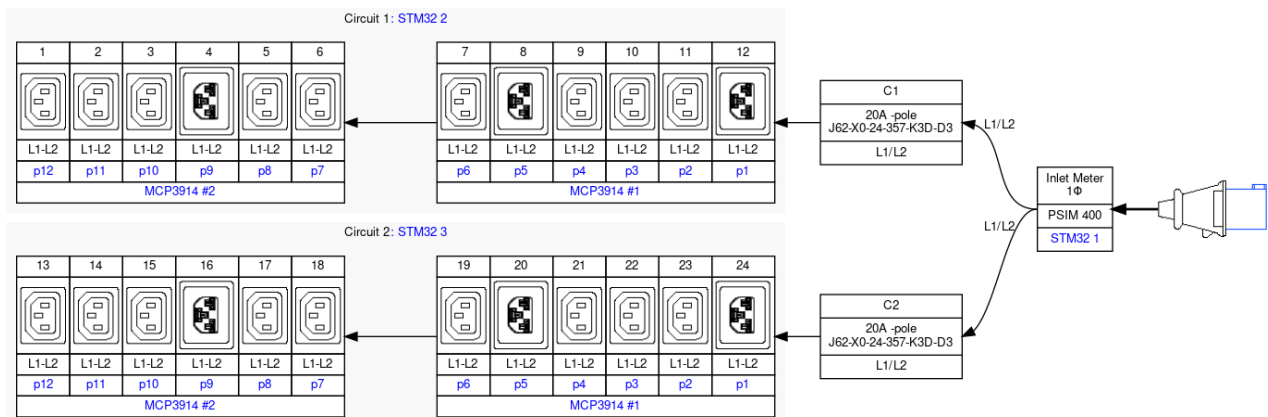 Circuit 1: STM32 2
1 2 3 4 5 6
7 8 9 10 11 12
L1-L2 L1-L2 L1-L2 L1-L2 L1-L2 L1-L2
L1-L2 L1-L2 L1-L2 L1-L2 L1-L2 L1-L2
p12 p11 p10 p9 p8 p7
p6 p5 p4 p3 p2 p1
MCP3914 #2
MCP3914 #1
C1
20A -pole
J62-X0-24-357-K3D-D3
L1/L2
L1/L2
Inlet Meter
1Φ
PSIM 400
STM32 1
L1/L2
Circuit 2: STM32 3
13 14 15 16 17 18
19 20 21 22 23 24
L1-L2 L1-L2 L1-L2 L1-L2 L1-L2 L1-L2
L1-L2 L1-L2 L1-L2 L1-L2 L1-L2 L1-L2
p12 p11 p10 p9 p8 p7
p6 p5 p4 p3 p2 p1
MCP3914 #2
MCP3914 #1
C2
20A -pole
J62-X0-24-357-K3D-D3
L1/L2